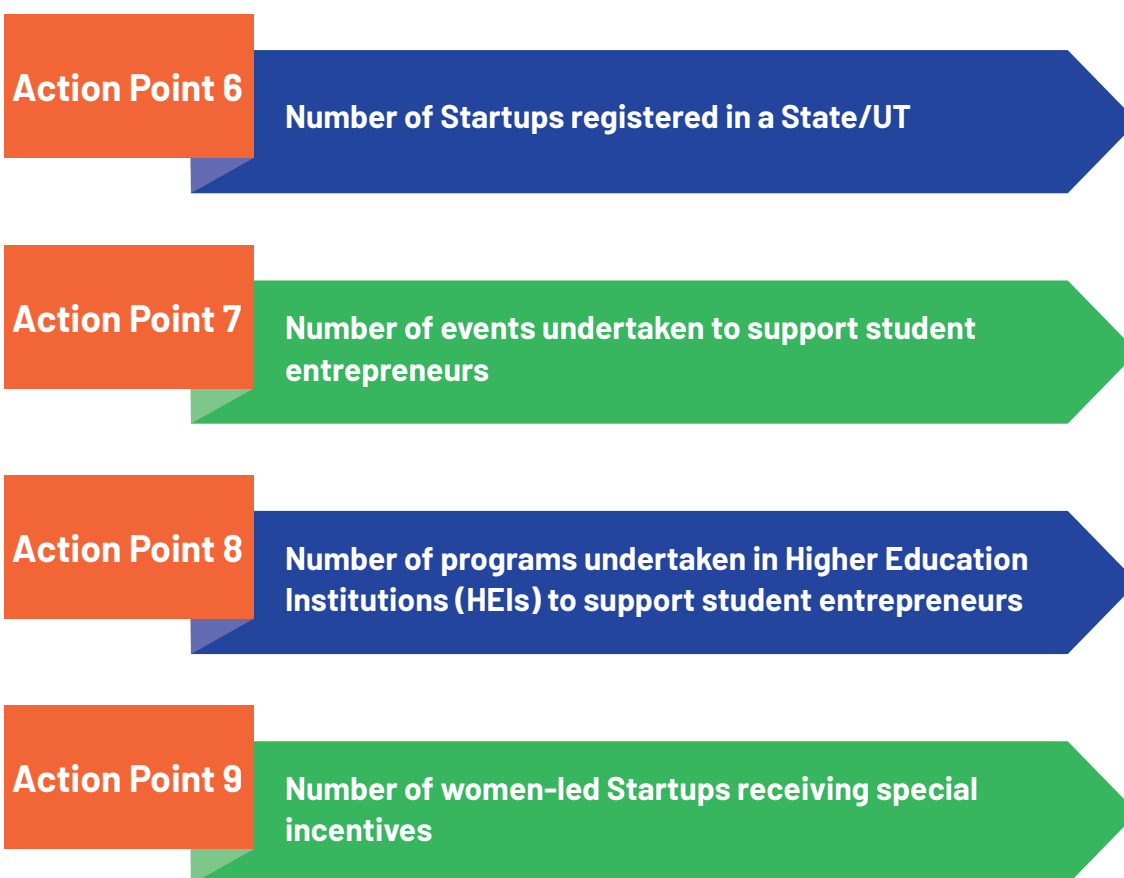 Action Point 6
Number of Startups registered in a State/UT
Action Point 7
Number of events undertaken to support student
entrepreneurs
Action Point 8
Number of programs undertaken in Higher Education
Institutions (HEIs) to support student entrepreneurs
Action Point 9
Number of women-led Startups receiving special
incentives